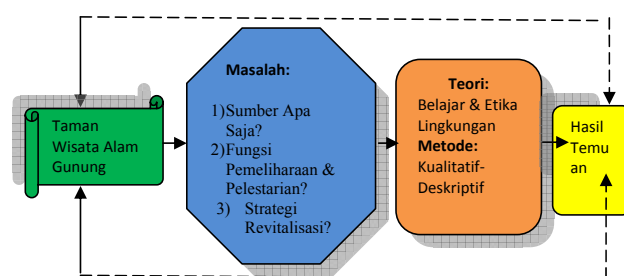 Taman
Wisata Alam
Gunung
Masalah:
1)Sumber Apa
Saja?
2)Fungsi
Pemeliharaan &
Pelestarian?
3) Strategi
Revitalisasi?
Teori:
Belajar & Etika
Lingkungan
Metode:
Kualitatif-
Deskriptif
Hasil
Temu
an